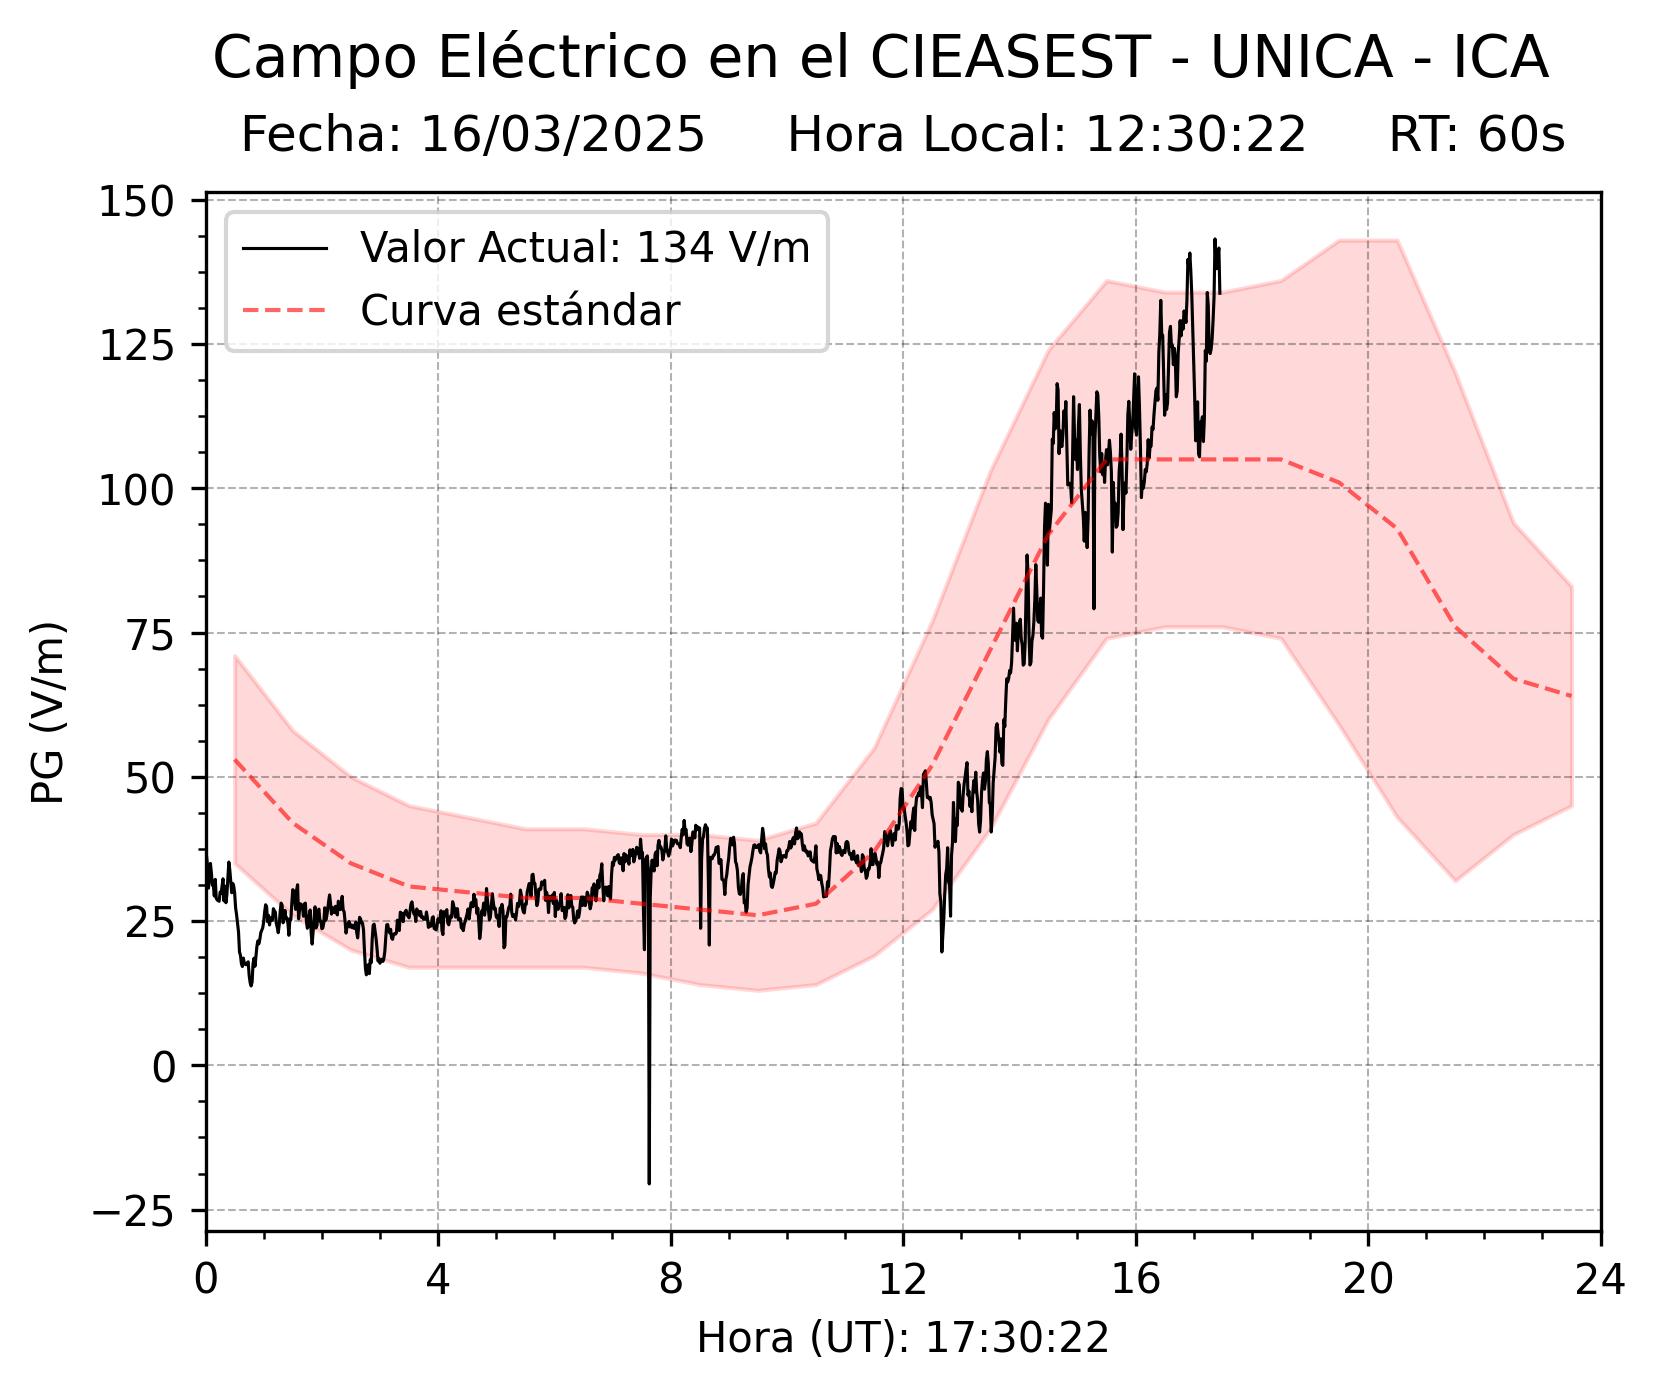 Campo Eléctrico en el CIEASEST - UNICA - ICA
Fecha: 16/03/2025 Hora Local: 12:30:22 RT: 60s
Valor Actual: 134 V/m
Curva estándar
PG (V/m)
150
125
100
75
50
25
0
−25
0 4 8 12 16 20 24
Hora (UT): 17:30:22